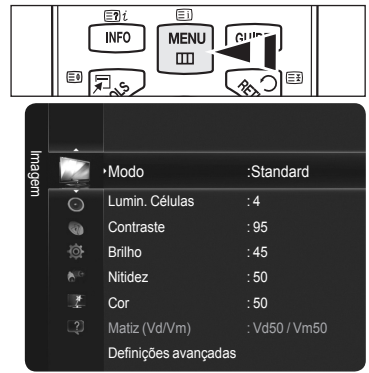 INFO
MENU
Imagem
Modo :Standard
Lumin. Células : 4
Contraste : 95
Brilho : 45
Nitidez : 50
Cor : 50
Matiz (Vd/Vm) : Vd50 / Vm50
Definições avançadas